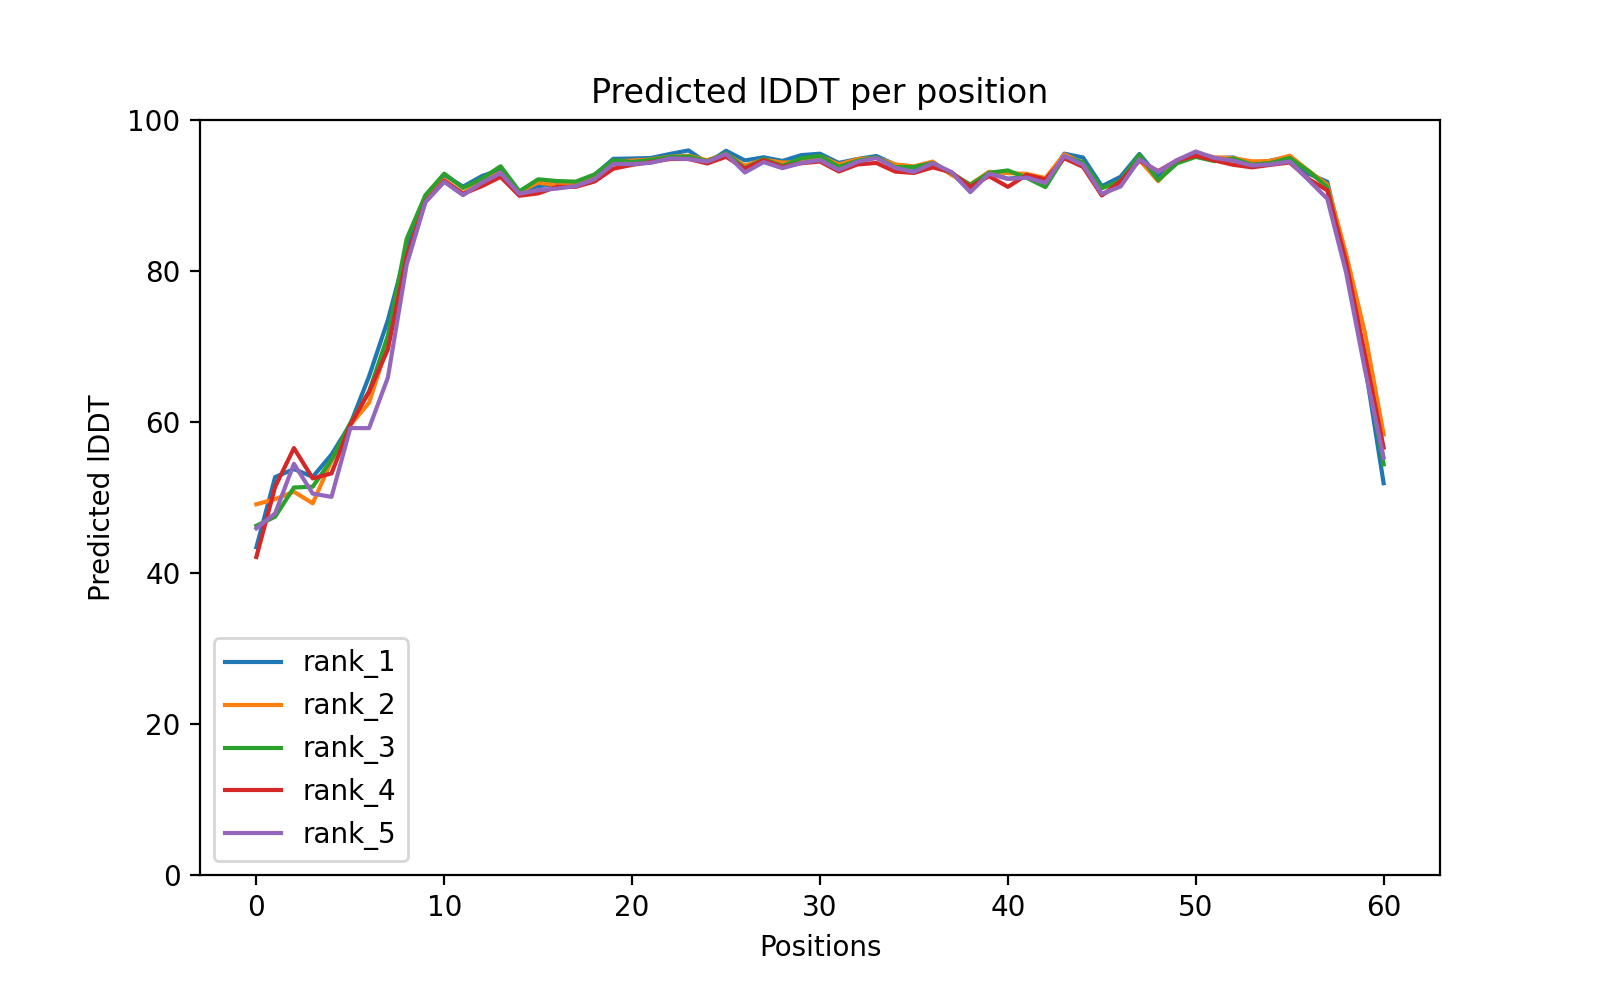 Predicted lDDT per position
100
80
60
40
20
0
Predicted lDDT
rank_1
rank_2
rank_3
rank_4
rank_5
0 10 20 30 40 50 60
Positions